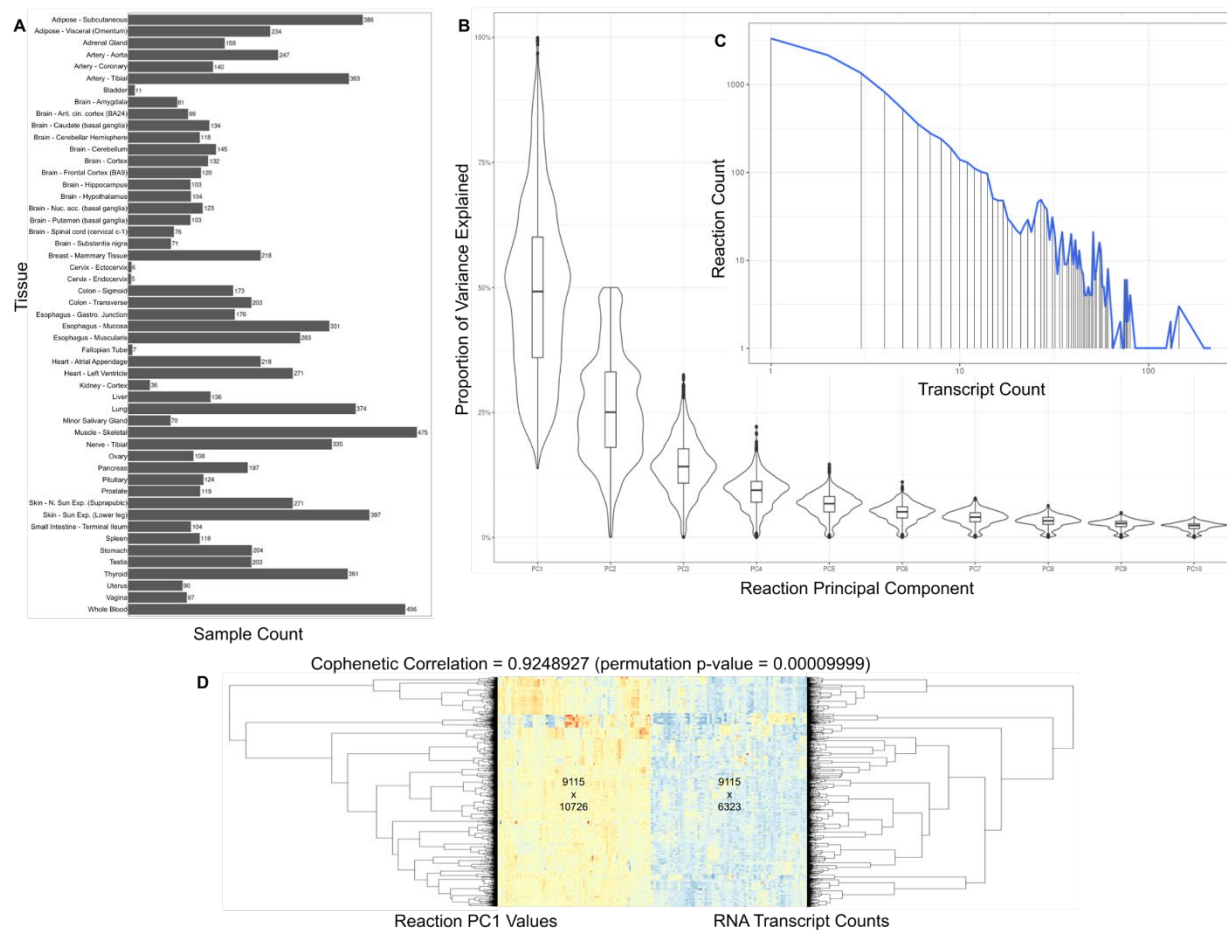 A
Tissue
Adipose - Subcutaneous 386
Adipose - Visceral (Omentum) 234
Adrenal Gland 159
Artery - Aorta 247
Artery - Coronary 140
Artery - Tibial 363
Bladder 11
Brain - Amygdala 81
Brain - Ant. cin. cortex (BA24) 99
Brain - Caudate (basal ganglia) 134
Brain - Cerebellar Hemisphere 118
Brain - Cerebellum 145
Brain - Cortex 132
Brain - Frontal Cortex (BA9) 120
Brain - Hippocampus 103
Brain - Hypothalamus 104
Brain - Nuc. acc. (basal ganglia) 123
Brain - Putamen (basal ganglia) 103
Brain - Spinal cord (cervical c-1) 76
Brain - Substantia nigra 71
Breast - Mammary Tissue 218
Cervix - Ectocervix 6
Cervix - Endocervix 5
Colon - Sigmoid 173
Colon - Transverse 203
Esophagus - Gastro. Junction 176
Esophagus - Mucosa 331
Esophagus - Muscularis 283
Fallopian Tube 7
Heart - Atrial Appendage 218
Heart - Left Ventricle 271
Kidney - Cortex 36
Liver 136
Lung 374
Minor Salivary Gland 70
Muscle - Skeletal 475
Nerve - Tibial 335
Ovary 108
Pancreas 197
Pituitary 124
Prostate 119
Skin - N. Sun Exp. (Suprapubic) 271
Skin - Sun Exp. (Lower leg) 397
Small Intestine - Terminal Ileum 104
Spleen 118
Stomach 204
Testis 203
Thyroid 361
Uterus 90
Vagina 97
Whole Blood 456
Sample Count
B
Proportion of Variance Explained
100%
75%
50%
25%
0%
PC1 PC2 PC3 PC4 PC5 PC6 PC7 PC8 PC9 PC10
Reaction Principal Component
C
Reaction Count
1000
100
10
1
1 10 100
Transcript Count
Cophenetic Correlation = 0.9248927 (permutation p-value = 0.00009999)
D
9115
x
10726
9115
x
6323
Reaction PC1 Values
RNA Transcript Counts